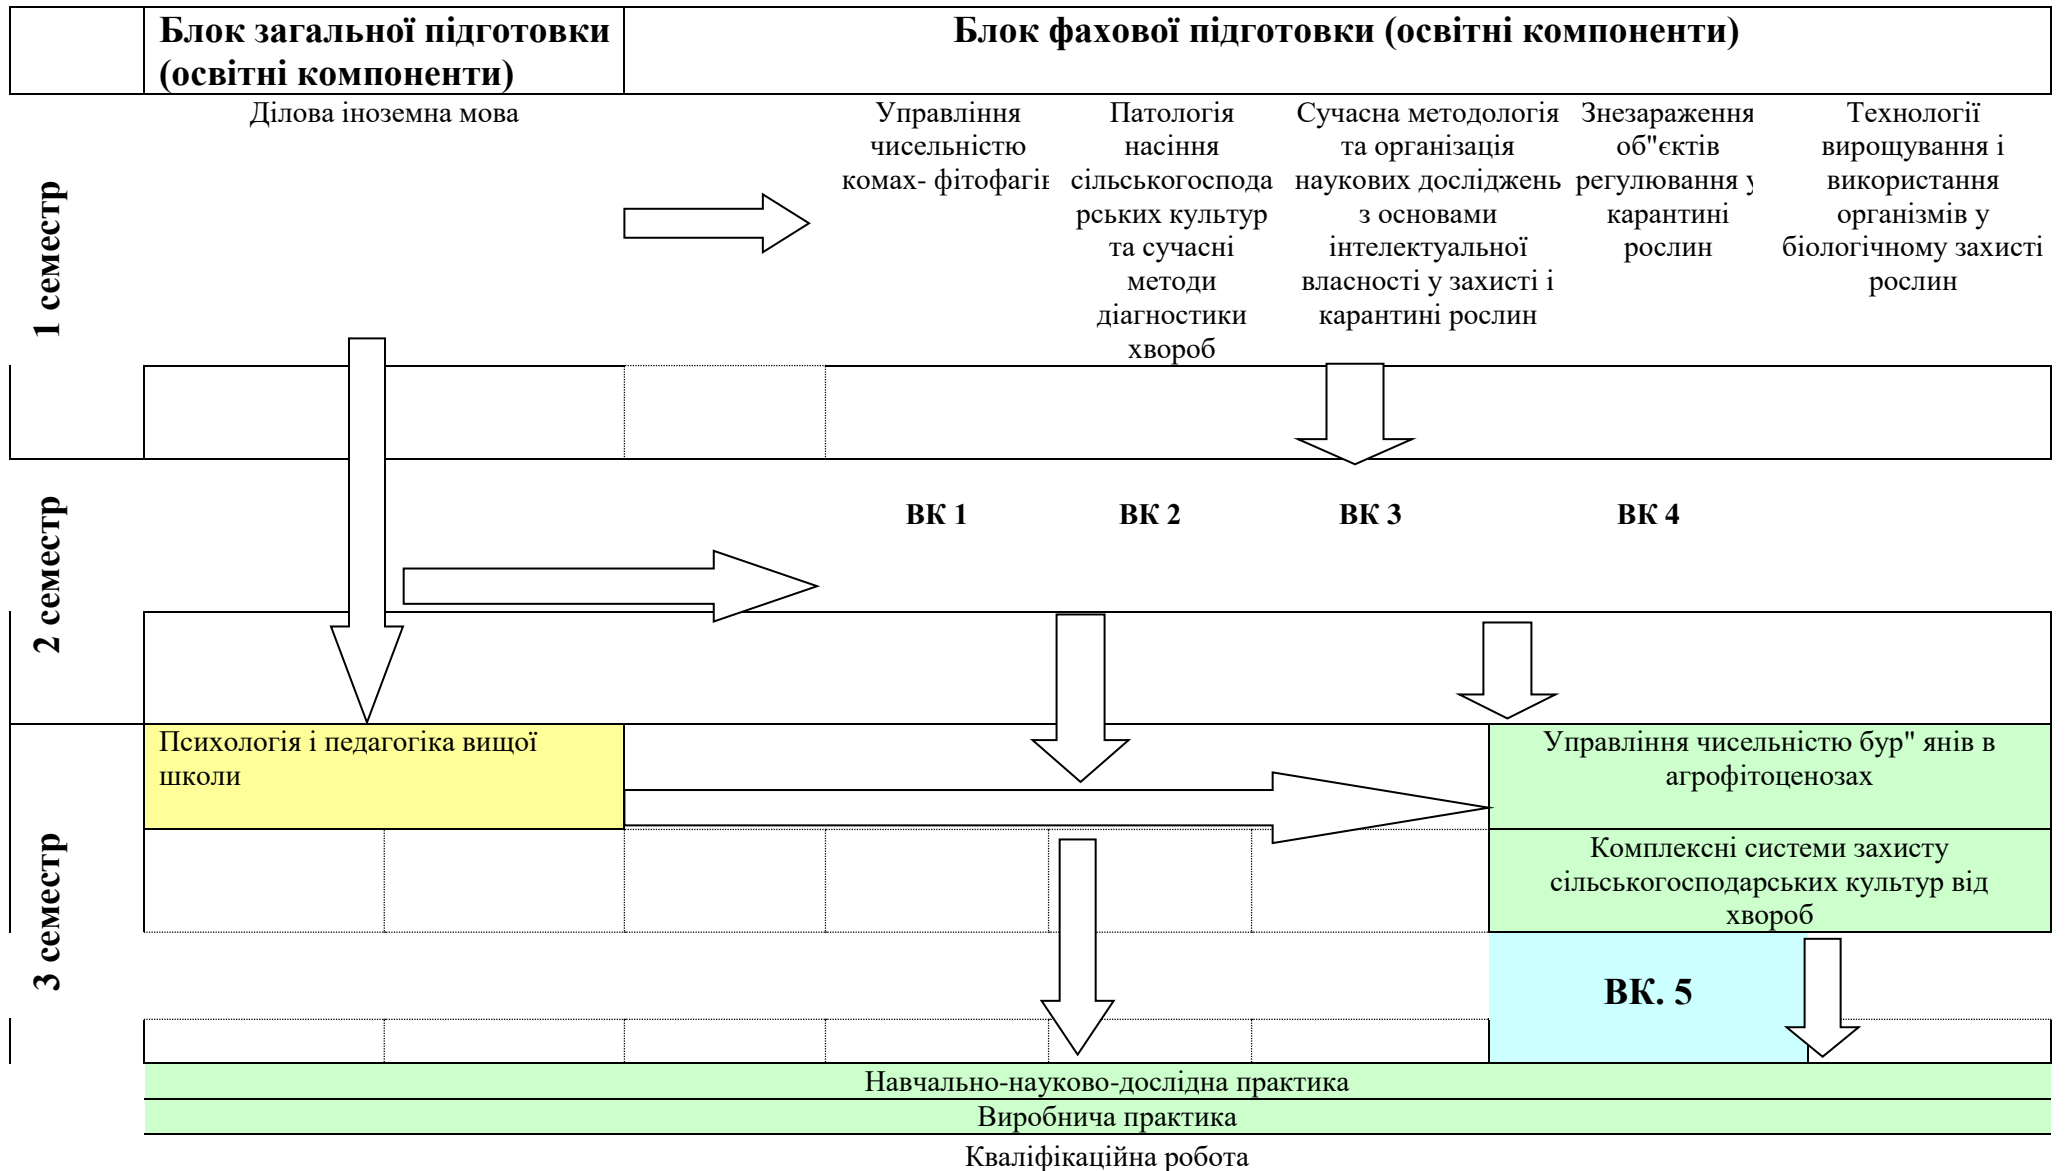 Блок загальної підготовки
(освітні компоненти)
Блок фахової підготовки (освітні компоненти)
1 семестр
Ділова іноземна мова
Управління
чисельністю
комах- фітофагів
Патологія
насіння
сільськогоспода
рських культур
та сучасні
методи
діагностики
хвороб
Сучасна методологія
та організація
наукових досліджень
з основами
інтелектуальної
власності у захисті і
карантині рослин
Знезараження
об"єктів
регулювання у
карантині
рослин
Технології
вирощування і
використання
організмів у
біологічному захисті
рослин
2 семестр
ВК 1
ВК 2
ВК 3
ВК 4
3 семестр
Психологія і педагогіка вищої
школи
Управління чисельністю бур" янів в
агрофітоценозах
Комплексні системи захисту
сільськогосподарських культур від
хвороб
ВК. 5
Навчально-науково-дослідна практика
Виробнича практика
Кваліфікаційна робота